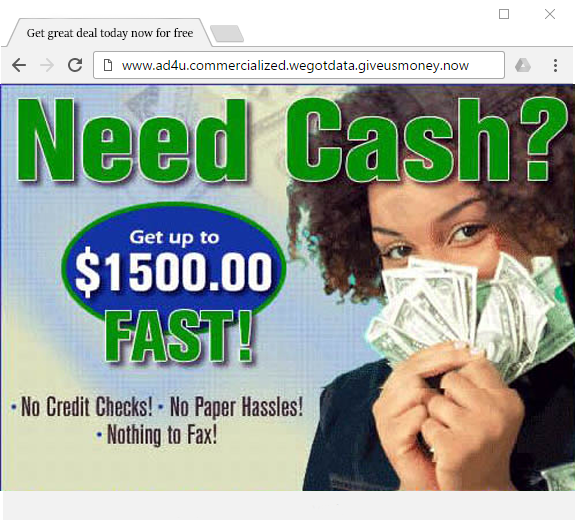 Get great deal today now for free
www.ad4u.commercialized.wegotdata.giveusmoney.now
Need Cash?
Get up to
$1500.00
FAST!
• No Credit Checks! • No Paper Hassles!
• Nothing to Fax!